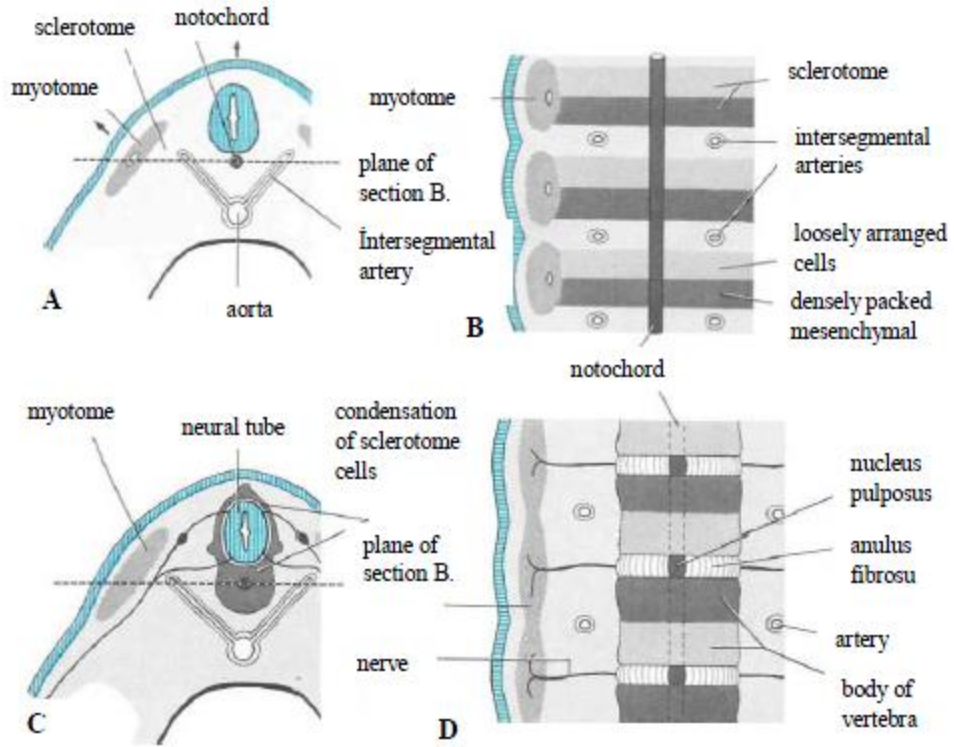 notochord
sclerotome
myotome
plane of
section B.
İntersegmental
artery
aorta
A
sclerotome
myotome
intersegmental
arteries
loosely arranged
cells
densely packed
mesenchymal
B
notochord
myotome
neural tube
condensation
of sclerotome
cells
plane of
section B.
C
nucleus
pulposus
anulus
fibrosu
artery
nerve
body of
vertebra
D